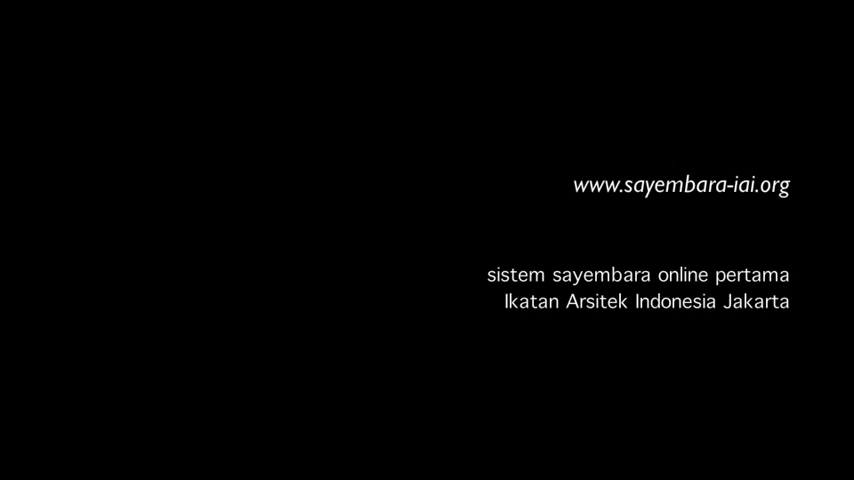 www.sayembara-iai.org
sistem sayembara online pertama
Ikatan Arsitek Indonesia Jakarta